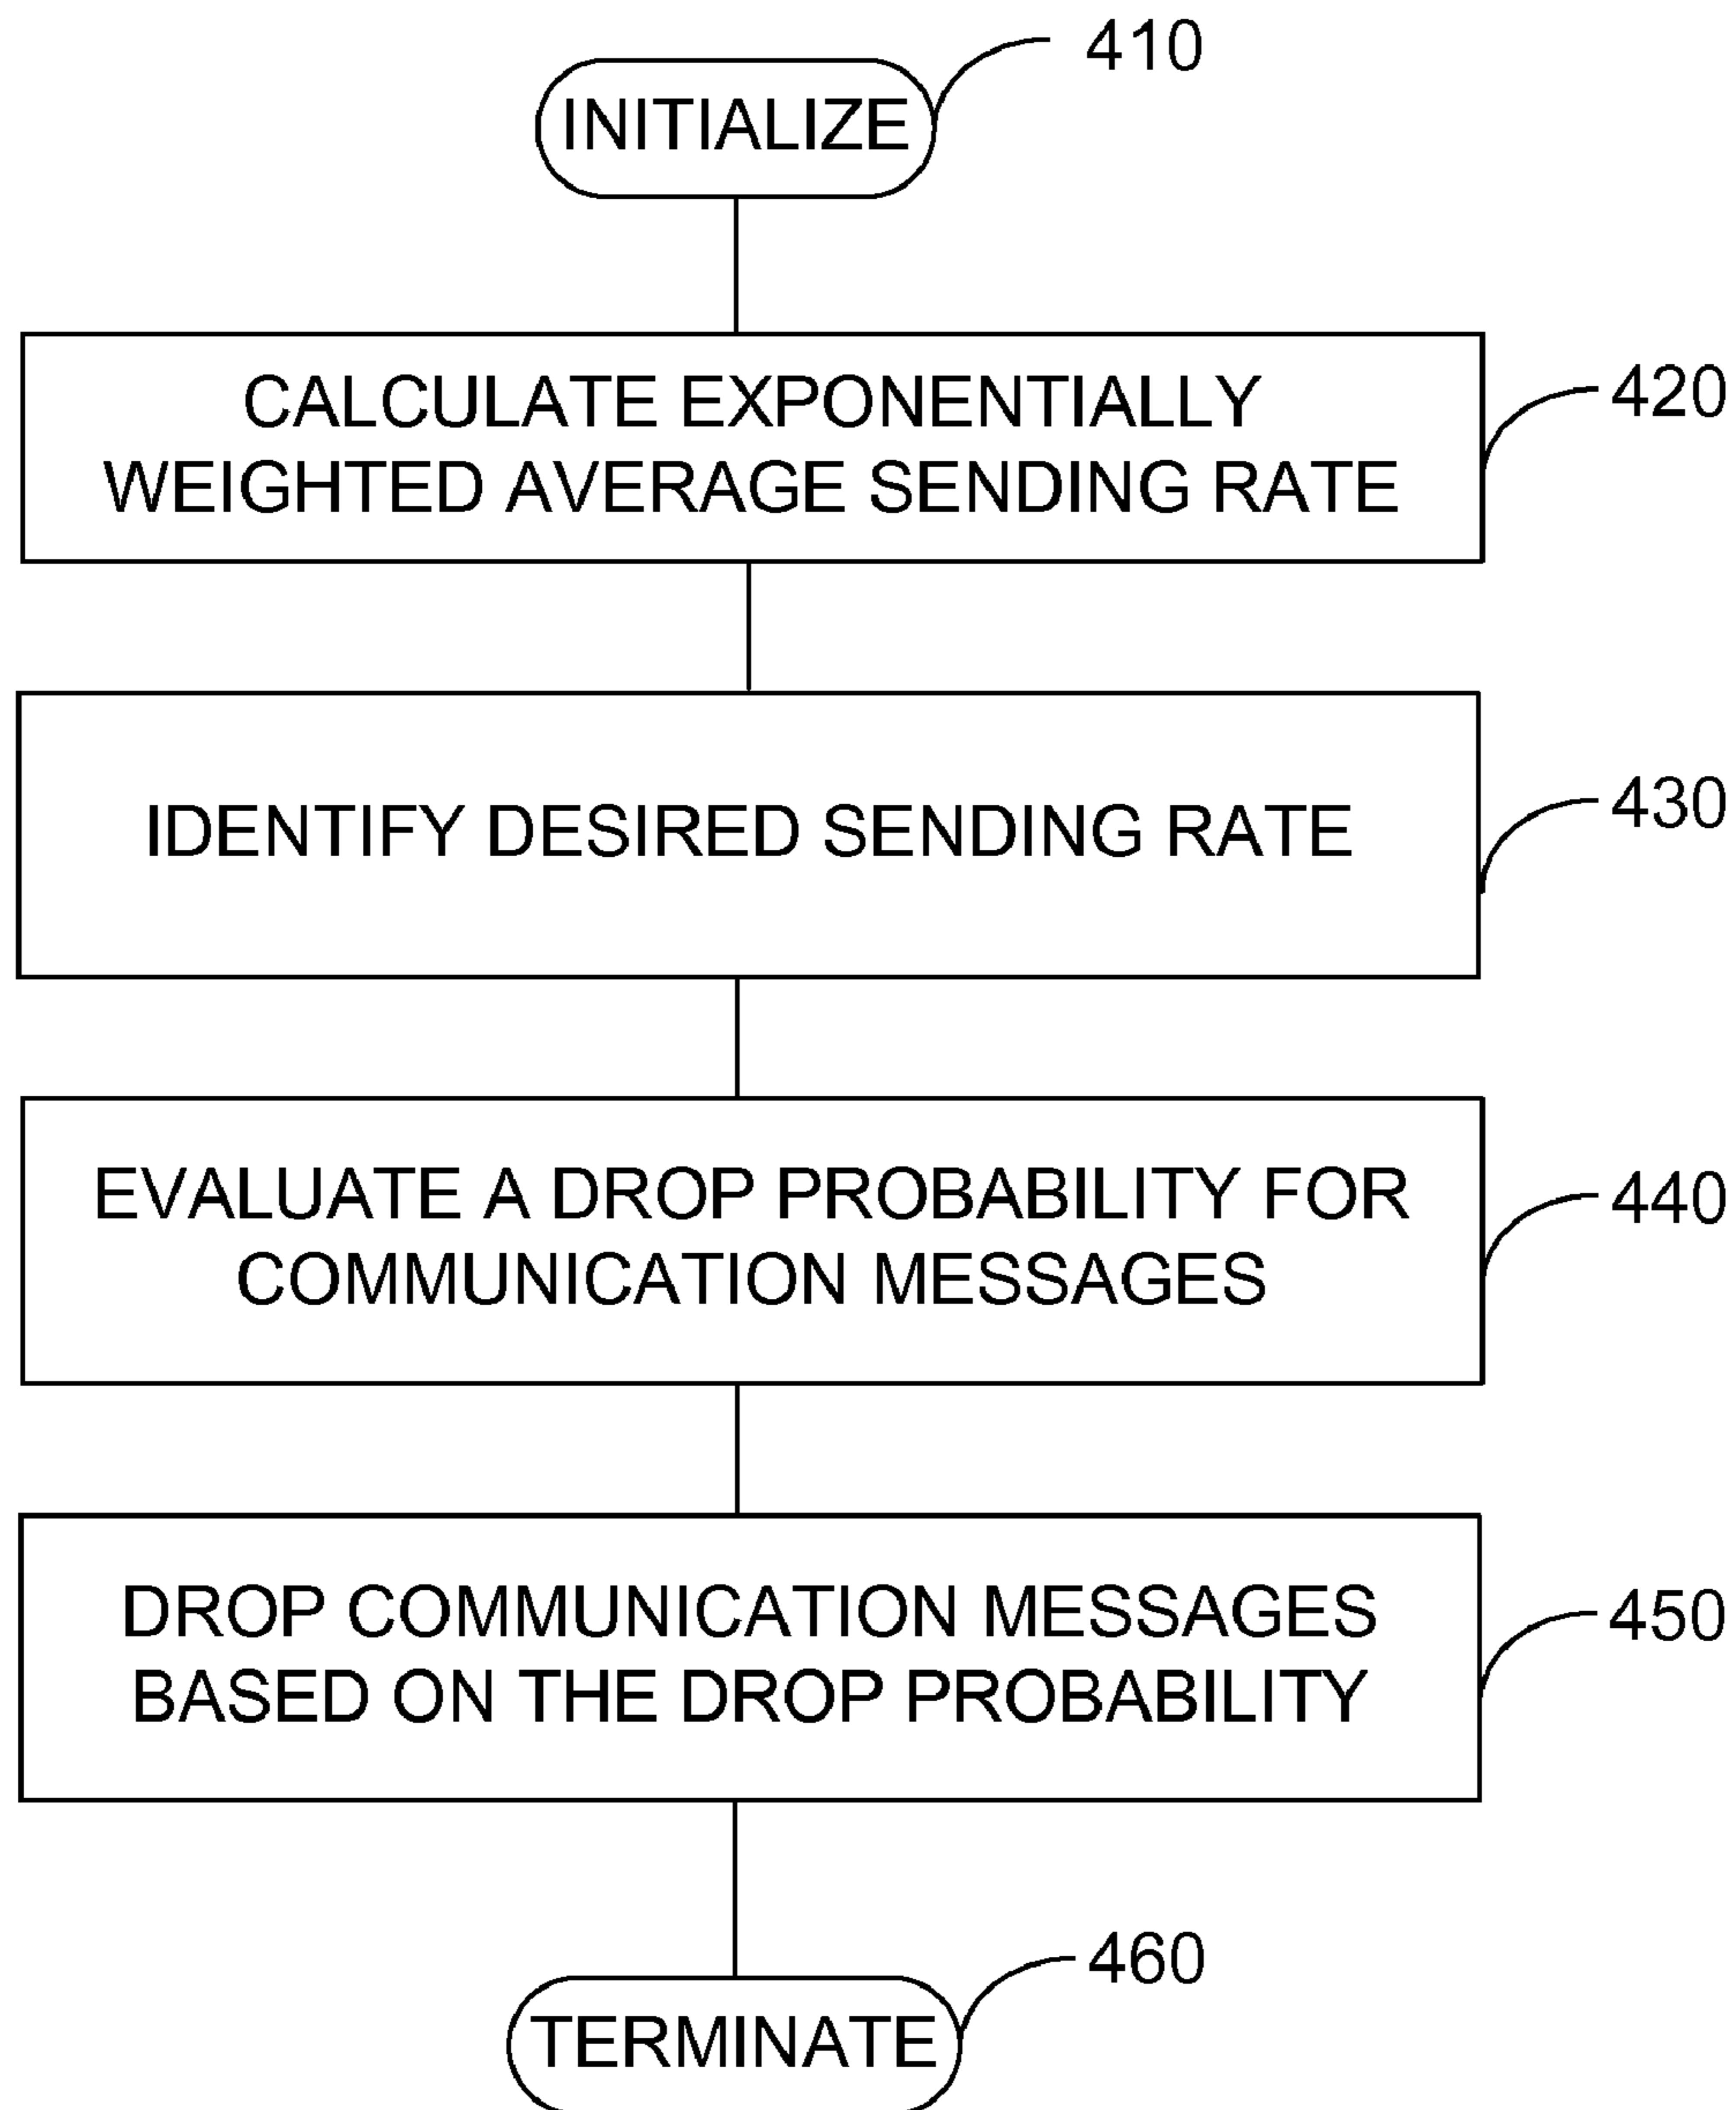 410
INITIALIZE
CALCULATE EXPONENTIALLY
WEIGHTED AVERAGE SENDING RATE
420
IDENTIFY DESIRED SENDING RATE
430
EVALUATE A DROP PROBABILITY FOR
COMMUNICATION MESSAGES
440
DROP COMMUNICATION MESSAGES
BASED ON THE DROP PROBABILITY
450
460
TERMINATE